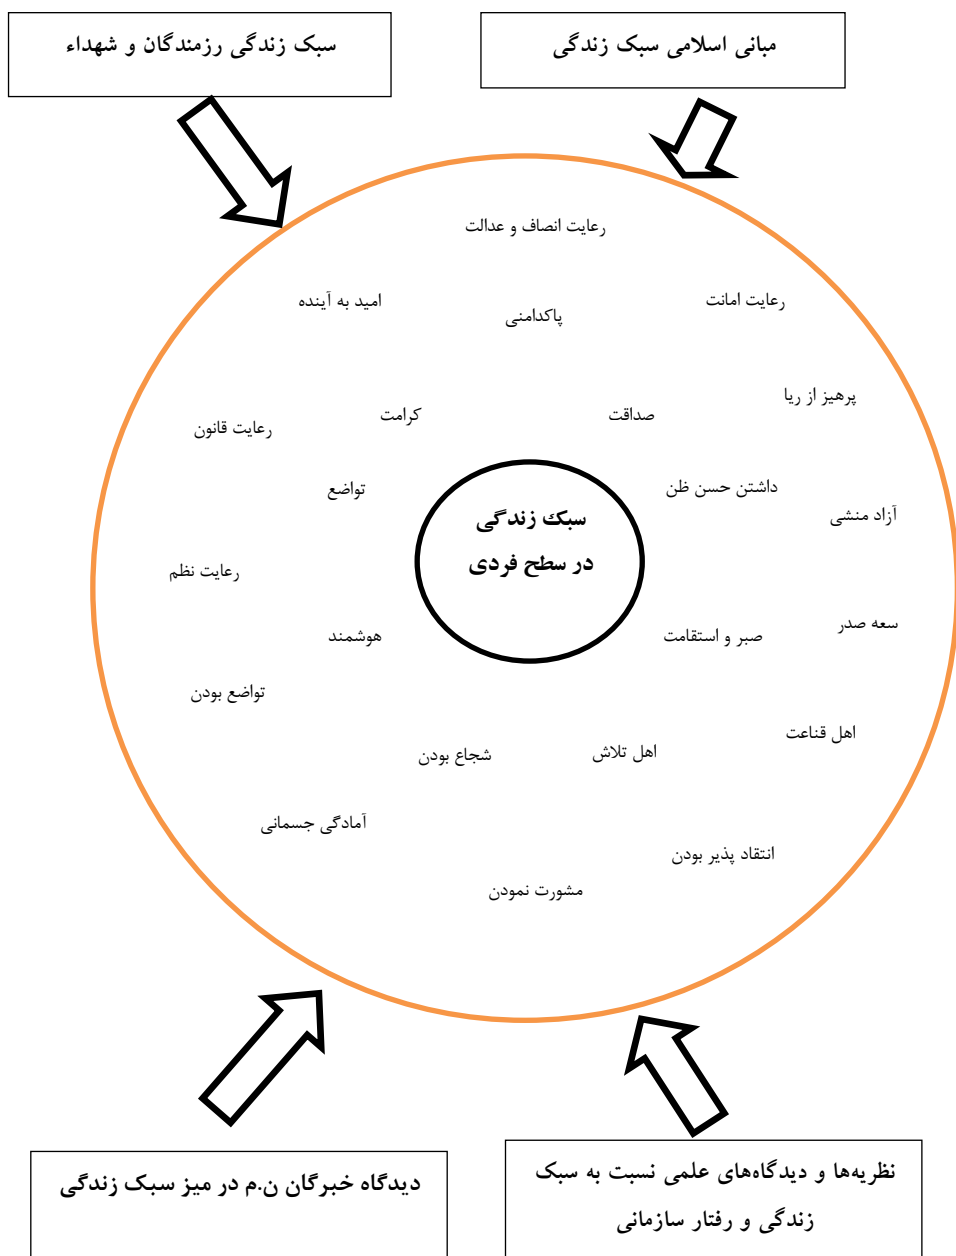 مبانی اسلامی سبک زندگی
سبک زندگی رزمندگان و شهداء
رعایت انصاف و عدالت
رعایت امانت
پاکدامنی
امید به آینده
پرهیز از ریا
صداقت
کرامت
رعایت قانون
داشتن حسن ظن
تواضع
آزاد منشی
سبک زندگی
در سطح فردی
رعایت نظم
سعه صدر
صبر و استقامت
هوشمند
تواضع بودن
اهل قناعت
اهل تلاش
شجاع بودن
آمادگی جسمانی
انتقاد پذیر بودن
مشورت نمودن
نظریه‌ها و دیدگاه‌های علمی نسبت به سبک
زندگی و رفتار سازمانی
دیدگاه خبرگان ن.م در میز سبک زندگی